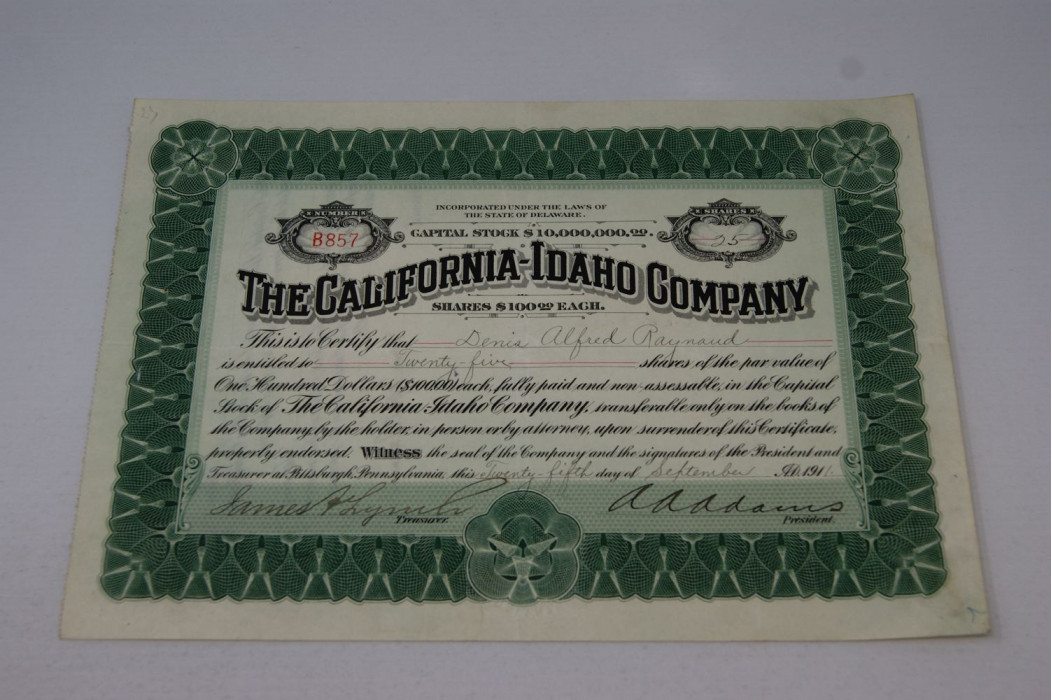 INCORPORATED UNDER THE LAWS OF
THE STATE OF DELAWARE.
NUMBER
B857
CAPITAL STOCK $10,000,000.00.
SHARES
25
THE CALIFORNIA-IDAHO COMPANY
SHARES $100.00 EACH.
This is to Certify that Denis Alfred Raynaud
is entitled to Twenty-five shares of the par value of
One Hundred Dollars ($100.00) each, fully paid and non-assessable, in the Capital
Stock of The California-Idaho Company, transferable only on the books of
the Company by the holder, in person or by attorney, upon surrender of this Certificate,
properly endorsed. Witness the seal of the Company and the signatures of the President and
Treasurer at Pittsburgh, Pennsylvania, this Twenty-fifth day of September A.D. 1911.
James H Lynch
Treasurer.
President.